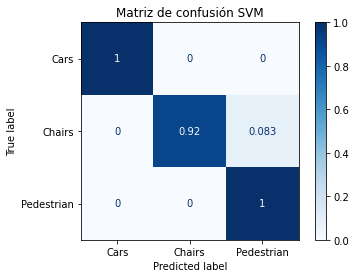 Matriz de confusión SVM
True label
Cars
1 0 0
Chairs
0 0.92 0.083
Pedestrian
0 0 1
Cars Chairs Pedestrian
Predicted label
1.0
0.8
0.6
0.4
0.2
0.0